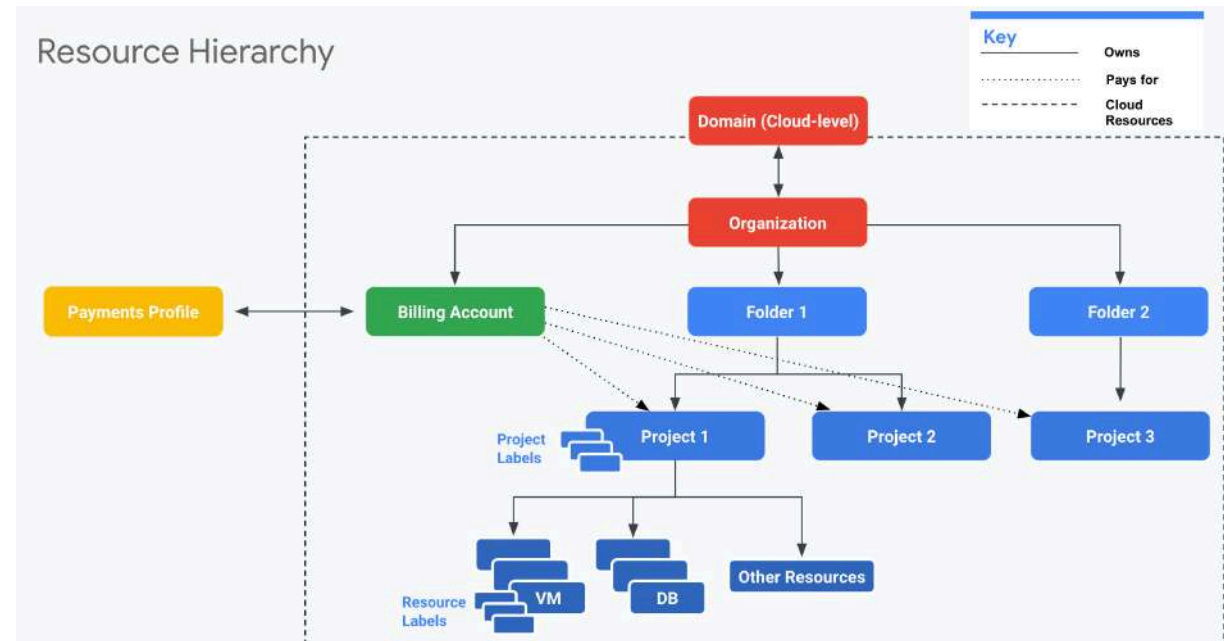 Resource Hierarchy
Key
Owns
Pays for
Cloud
Resources
Domain (Cloud-level)
Organization
Payments Profile
Billing Account
Folder 1
Folder 2
Project
Labels
Project 1
Project 2
Project 3
Resource
Labels
VM
DB
Other Resources